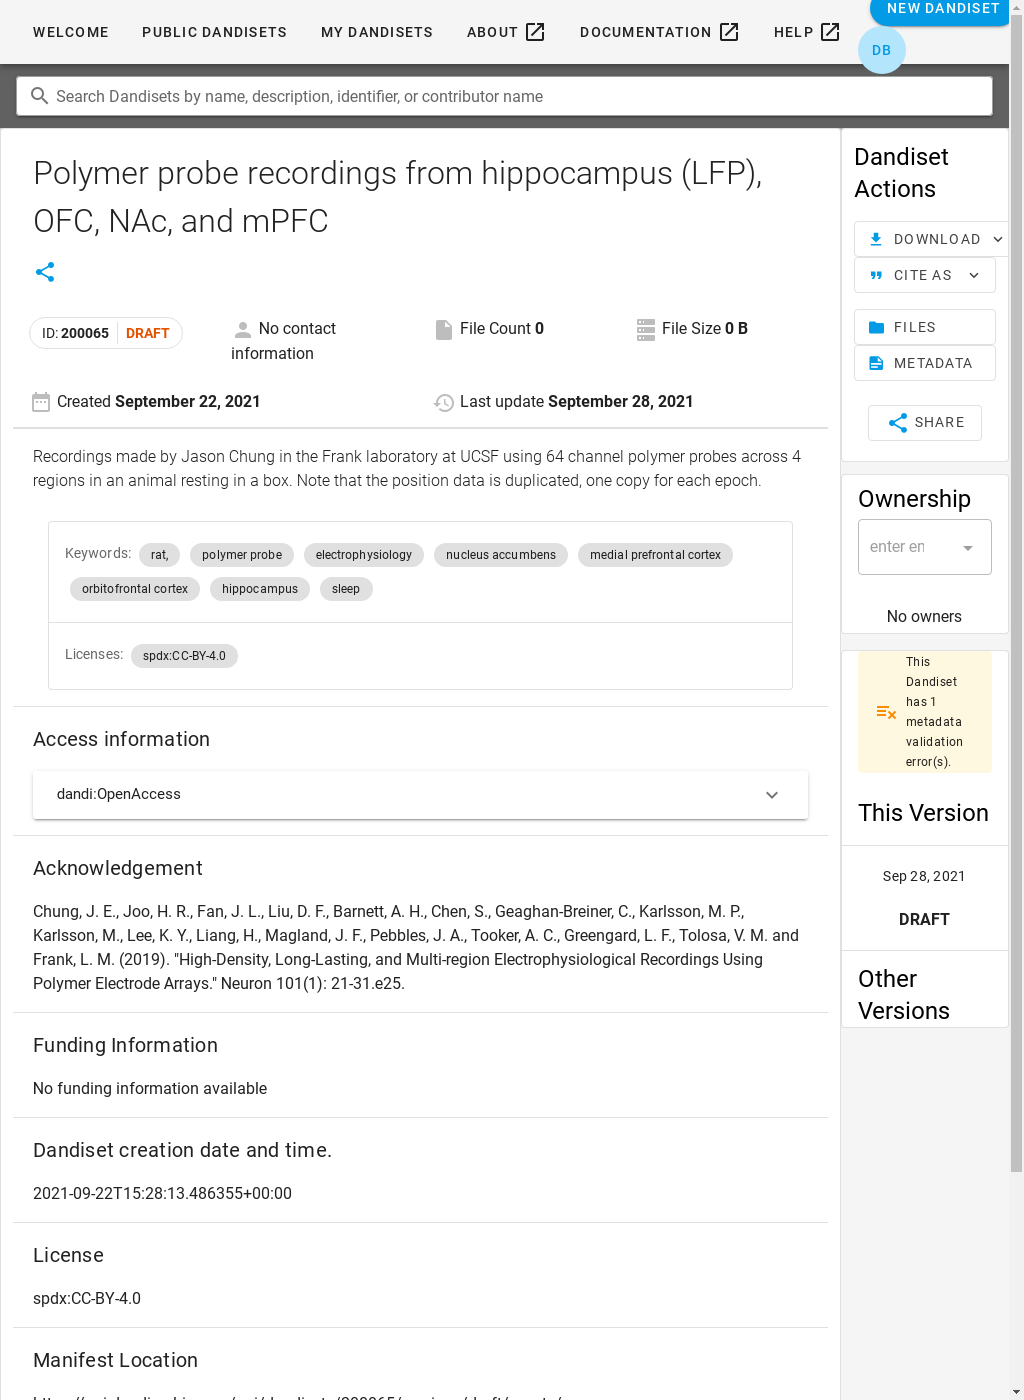 WELCOME
PUBLIC DANDISETS
MY DANDISETS
ABOUT
DOCUMENTATION
HELP
NEW DANDISET
DB
Search Dandisets by name, description, identifier, or contributor name
Polymer probe recordings from hippocampus (LFP),
OFC, NAc, and mPFC
ID: 200065 DRAFT
No contact
information
File Count 0
File Size 0 B
Created September 22, 2021
Last update September 28, 2021
Recordings made by Jason Chung in the Frank laboratory at UCSF using 64 channel polymer probes across 4
regions in an animal resting in a box. Note that the position data is duplicated, one copy for each epoch.
Keywords: rat, polymer probe electrophysiology nucleus accumbens medial prefrontal cortex
orbitofrontal cortex hippocampus sleep
Licenses: spdx:CC-BY-4.0
Access information
dandi:OpenAccess
Acknowledgement
Chung, J. E., Joo, H. R., Fan, J. L., Liu, D. F., Barnett, A. H., Chen, S., Geaghan-Breiner, C., Karlsson, M. P.,
Karlsson, M., Lee, K. Y., Liang, H., Magland, J. F., Pebbles, J. A., Tooker, A. C., Greengard, L. F., Tolosa, V. M. and
Frank, L. M. (2019). "High-Density, Long-Lasting, and Multi-region Electrophysiological Recordings Using
Polymer Electrode Arrays." Neuron 101(1): 21-31.e25.
Funding Information
No funding information available
Dandiset creation date and time.
2021-09-22T15:28:13.486355+00:00
License
spdx:CC-BY-4.0
Manifest Location
Dandiset
Actions
DOWNLOAD
CITE AS
FILES
METADATA
SHARE
Ownership
enter en
No owners
This
Dandiset
has 1
metadata
validation
error(s).
This Version
Sep 28, 2021
DRAFT
Other
Versions